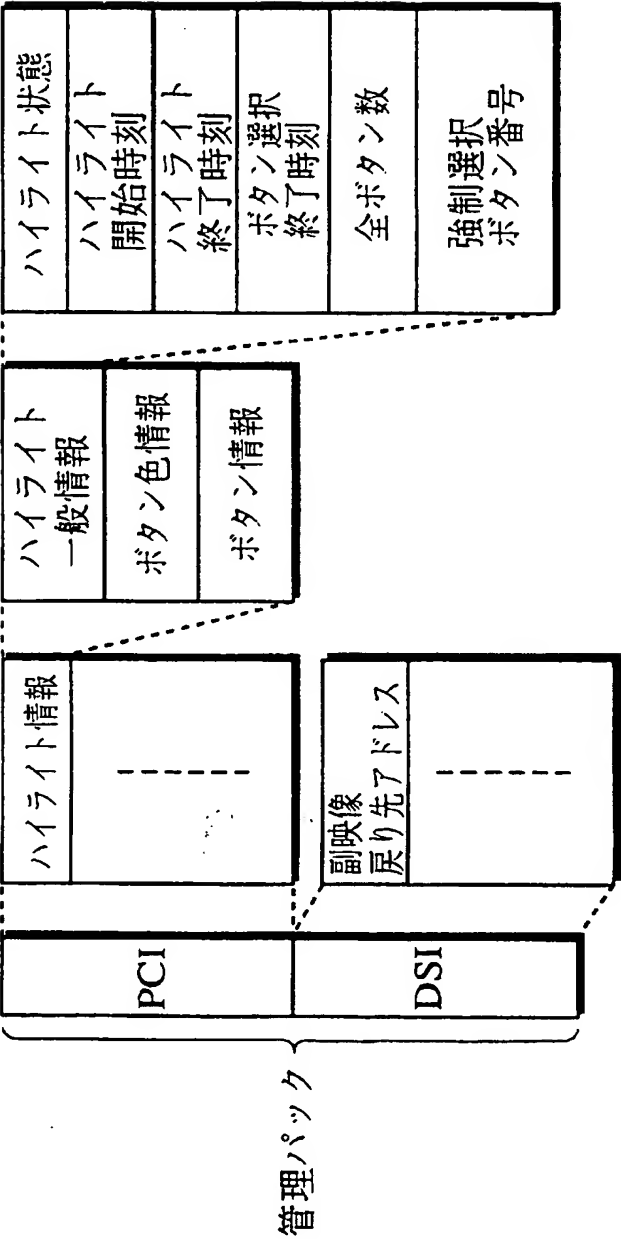 管理パック
PCI
DSI
ハイライト情報
副映像
戻り先アドレス
ハイライト
一般情報
ボタン色情報
ボタン情報
ハイライト状態
ハイライト
開始時刻
ハイライト
終了時刻
ボタン選択
終了時刻
全ボタン数
強制選択
ボタン番号